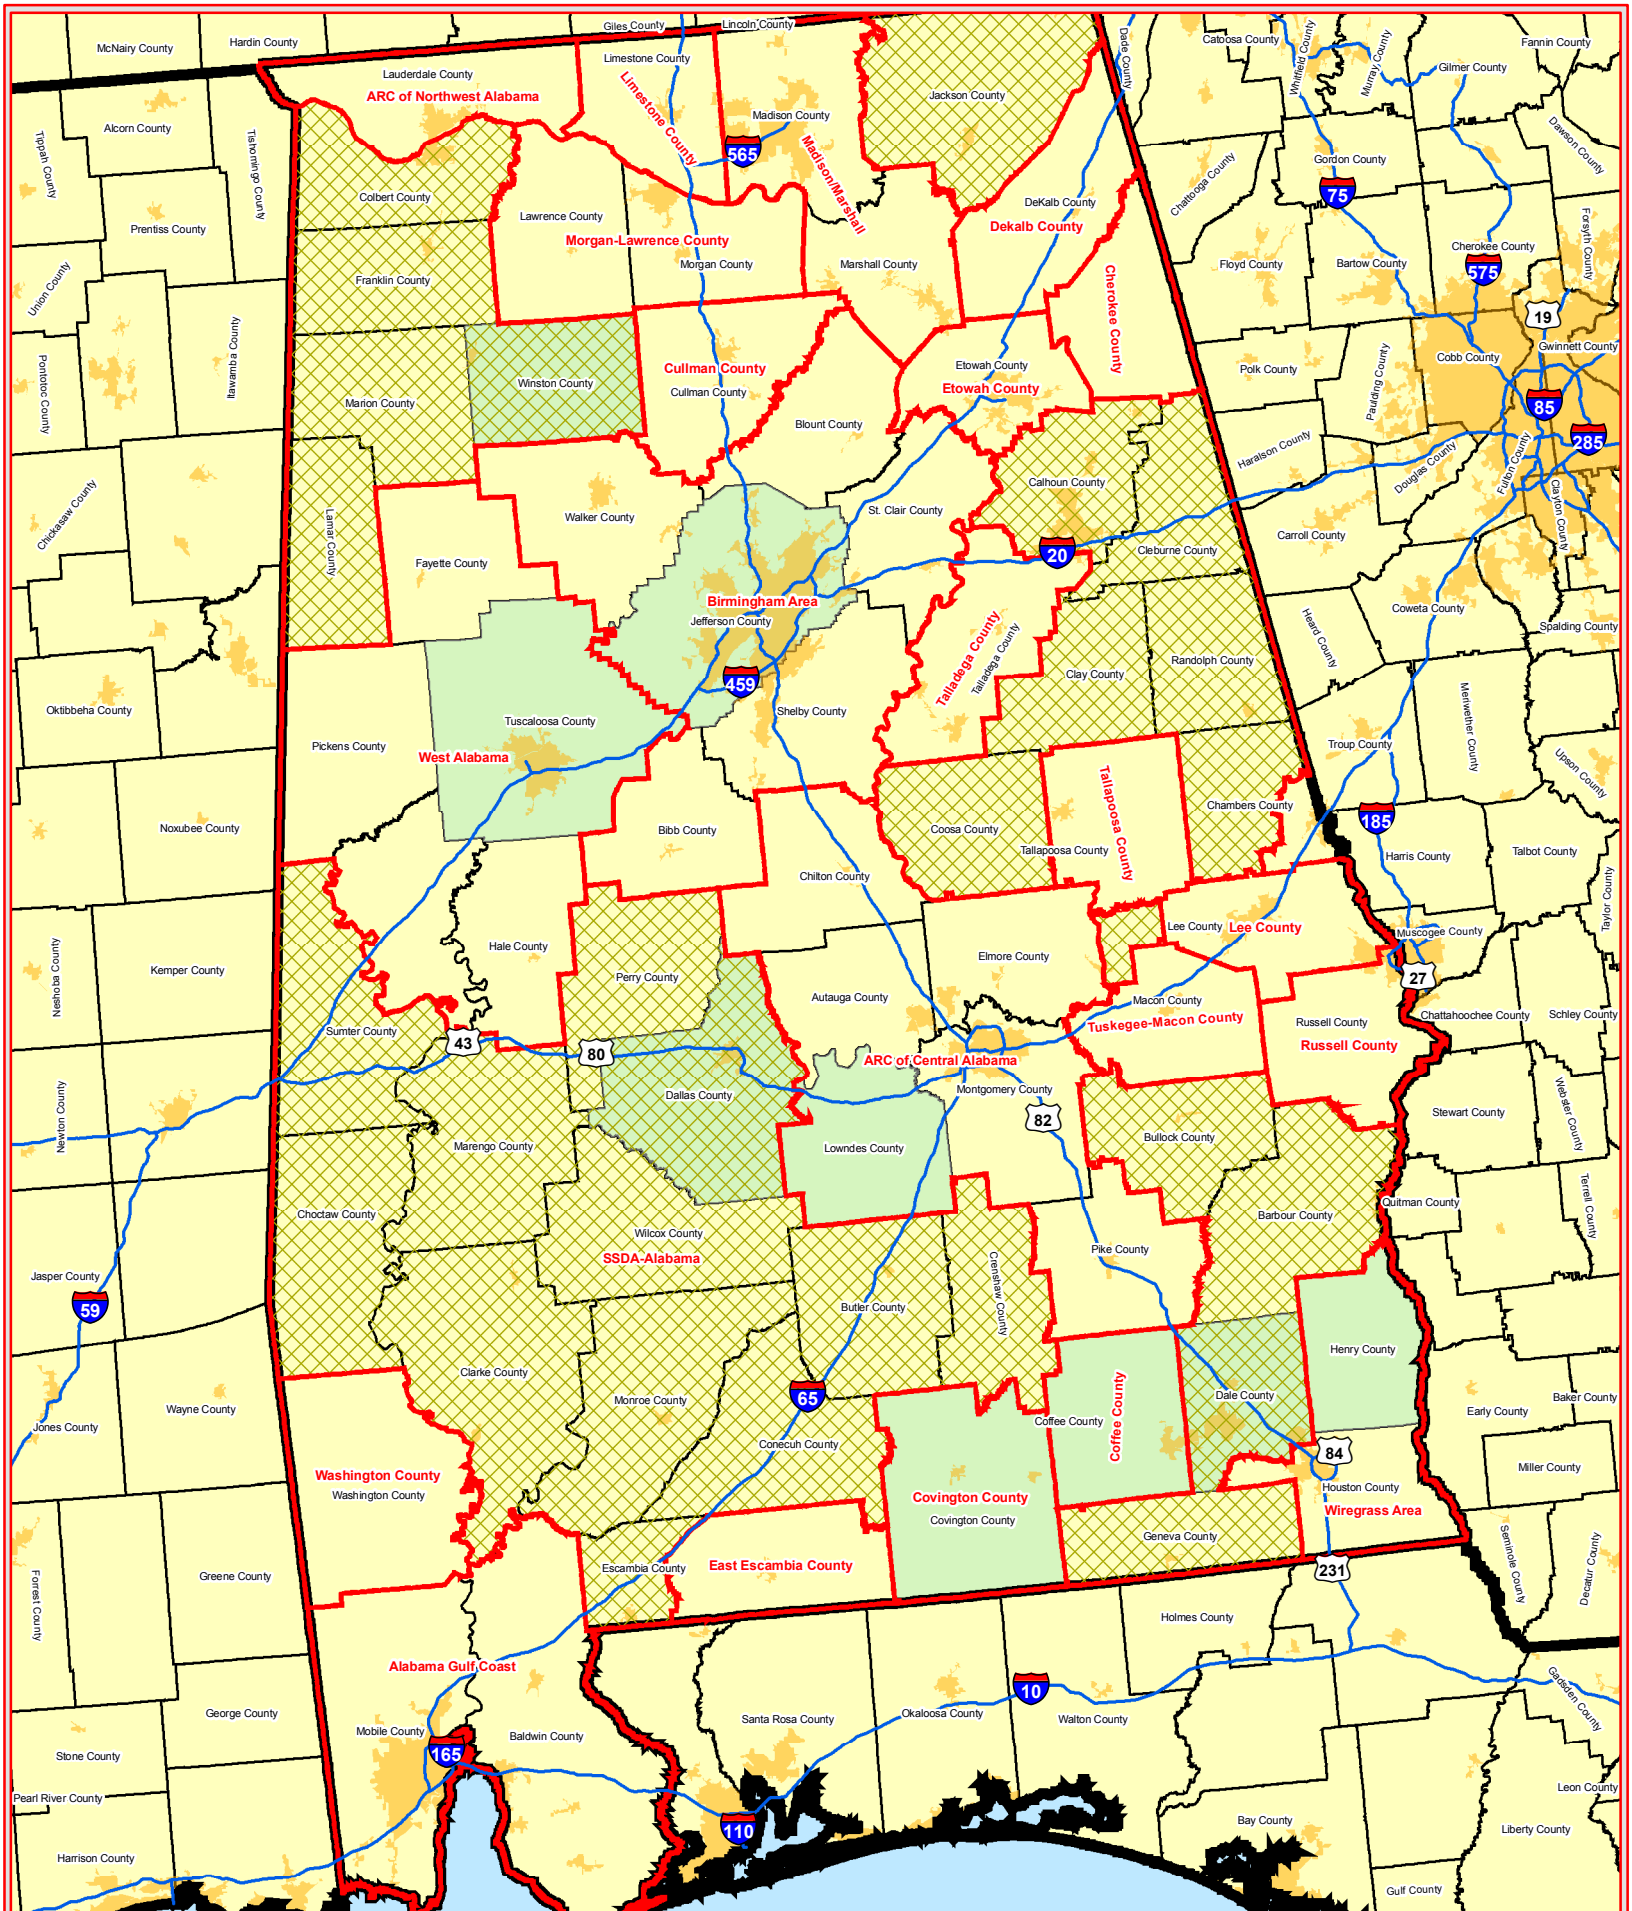 Giles County
Lincoln County
McNairy County
Hardin County
Limestone County
Dade County
Catoosa County
Whitfield County
Murray County
Fannin County
Gilmer County
Lauderdale County
ARC of Northwest Alabama
Limestone County
Jackson County
Madison County
565
Madison/Marshall
Alcorn County
Tippah County
Tishomingo County
Dawson County
Gordon County
75
Chattooga County
Colbert County
Lawrence County
DeKalb County
Dekalb County
Prentiss County
Morgan-Lawrence County
Morgan County
Marshall County
Cherokee County
Floyd County
Bartow County
Cherokee County
575
Forsyth County
Union County
Franklin County
19
Gwinnett County
Cobb County
Itawamba County
Pontotoc County
Winston County
Cullman County
Cullman County
Etowah County
Etowah County
Polk County
Paulding County
85
Marion County
Blount County
285
Haralson County
Douglas County
Fulton County
Clayton County
Chickasaw County
Calhoun County
Lamar County
Walker County
St. Clair County
Carroll County
20
Cleburne County
Fayette County
Birmingham Area
Jefferson County
Coweta County
Spalding County
Heard County
Talladega County
Talladega County
Clay County
Randolph County
459
Oktibbeha County
Tuscaloosa County
Shelby County
Meriwether County
Pickens County
West Alabama
Troup County
Upson County
Tallapoosa County
Chambers County
185
Noxubee County
Bibb County
Coosa County
Tallapoosa County
Harris County
Talbot County
Chilton County
Taylor County
Lee County
Lee County
Muscogee County
Hale County
Neshoba County
Kemper County
Perry County
Elmore County
27
Autauga County
Macon County
Tuskegee-Macon County
Russell County
Russell County
Chattahoochee County
Schley County
Sumter County
43
80
ARC of Central Alabama
Montgomery County
82
Newton County
Dallas County
Stewart County
Webster County
Marengo County
Lowndes County
Bullock County
Choctaw County
Wilcox County
SSDA-Alabama
Barbour County
Quitman County
Terrell County
Pike County
Crenshaw County
Jasper County
59
Butler County
Henry County
Clarke County
Monroe County
65
Dale County
Coffee County
Coffee County
Early County
Baker County
Wayne County
Jones County
Conecuh County
84
Miller County
Washington County
Washington County
Covington County
Covington County
Houston County
Wiregrass Area
Geneva County
Seminole County
Decatur County
Escambia County
East Escambia County
231
Greene County
Forrest County
Holmes County
Alabama Gulf Coast
10
Gadsden County
George County
Mobile County
Baldwin County
Santa Rosa County
Okaloosa County
Walton County
165
Stone County
Pearl River County
110
Leon County
Bay County
Liberty County
Harrison County
Gulf County